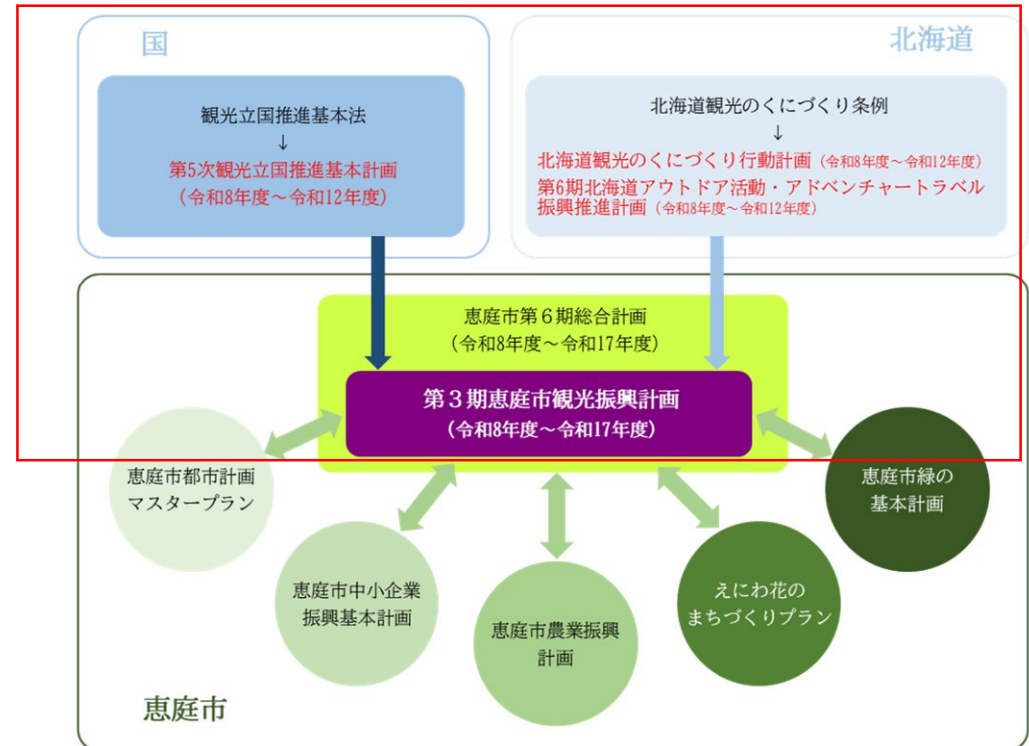 国
観光立国推進基本法
↓
第5次観光立国推進基本計画
(令和8年度～令和12年度)
北海道
北海道観光のくにづくり条例
↓
北海道観光のくにづくり行動計画（令和8年度～令和12年度）
第6期北海道アウトドア活動・アドベンチャートラベル
振興推進計画（令和8年度～令和12年度）
恵庭市第６期総合計画
(令和8年度～令和17年度)
第３期恵庭市観光振興計画
(令和8年度～令和17年度)
恵庭市都市計画
マスタープラン
恵庭市中小企業
振興基本計画
恵庭市農業振興
計画
えにわ花の
まちづくりプラン
恵庭市緑の
基本計画
恵庭市